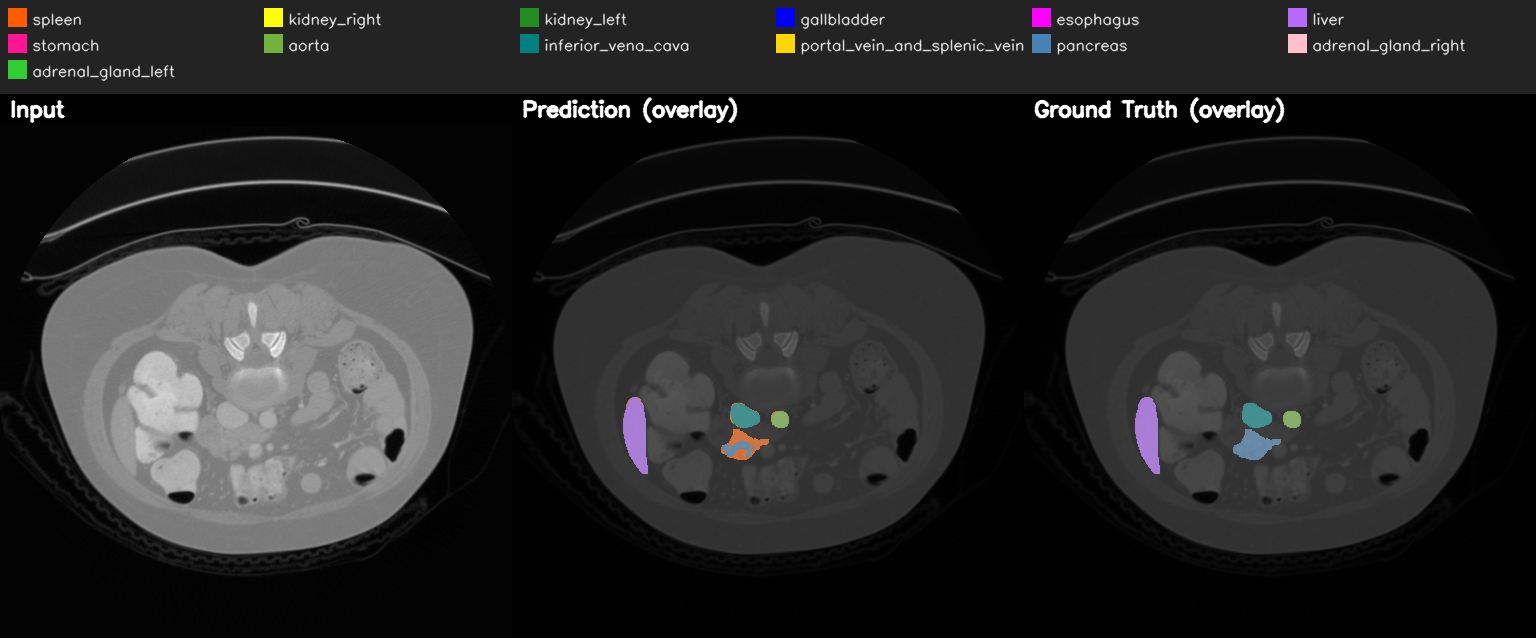 spleen kidney_right kidney_left gallbladder esophagus liver
stomach aorta inferior_vena_cava portal_vein_and_splenic_vein pancreas adrenal_gland_right
adrenal_gland_left
Input Prediction (overlay) Ground Truth (overlay)